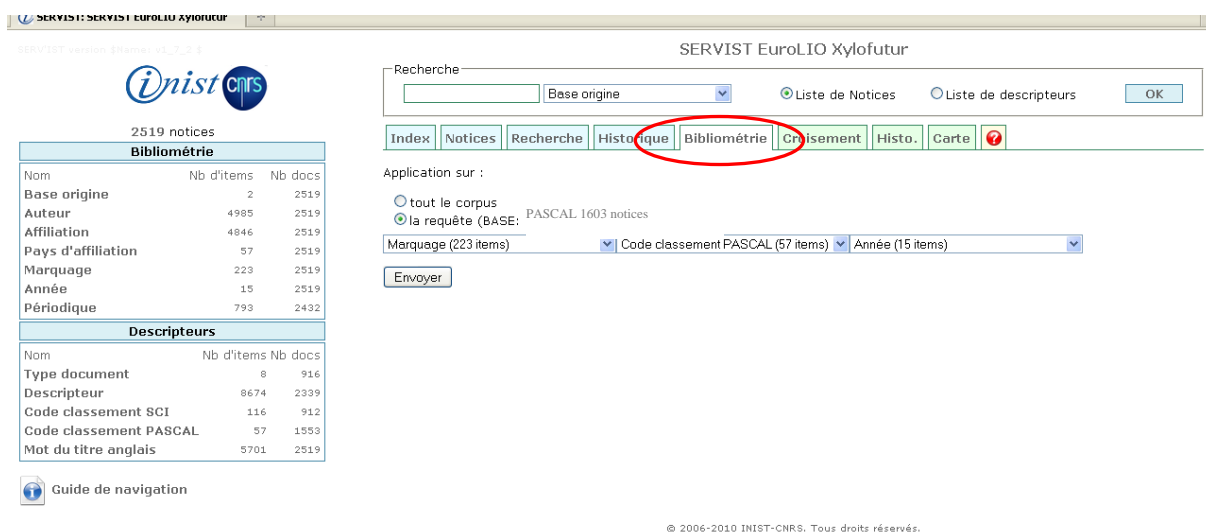 SERVIST: SERVIST EuroLIO Xylofutur
SERVIST version $Name: v1_3_2 $
inist cnrs
2519 notices
Bibliométrie
Nom Nb d'items Nb docs
Base origine 2 2519
Auteur 4985 2519
Affiliation 4846 2519
Pays d'affiliation 57 2519
Marquage 223 2519
Année 15 2519
Périodique 793 2432
Descripteurs
Nom Nb d'items Nb docs
Type document 8 916
Descripteur 8674 2339
Code classement SCI 116 912
Code classement PASCAL 57 1553
Mot du titre anglais 5701 2519
Guide de navigation
SERVIST EuroLIO Xylofutur
Recherche
Base origine Liste de Notices Liste de descripteurs OK
Index Notices Recherche Historique Bibliométrie Croisement Histo. Carte ?
Application sur :
tout le corpus
la requête (BASE: PASCAL 1603 notices
Marquage (223 items) Code classement PASCAL (57 items) Année (15 items)
Envoyer
© 2006-2010 INIST-CNRS. Tous droits réservés.